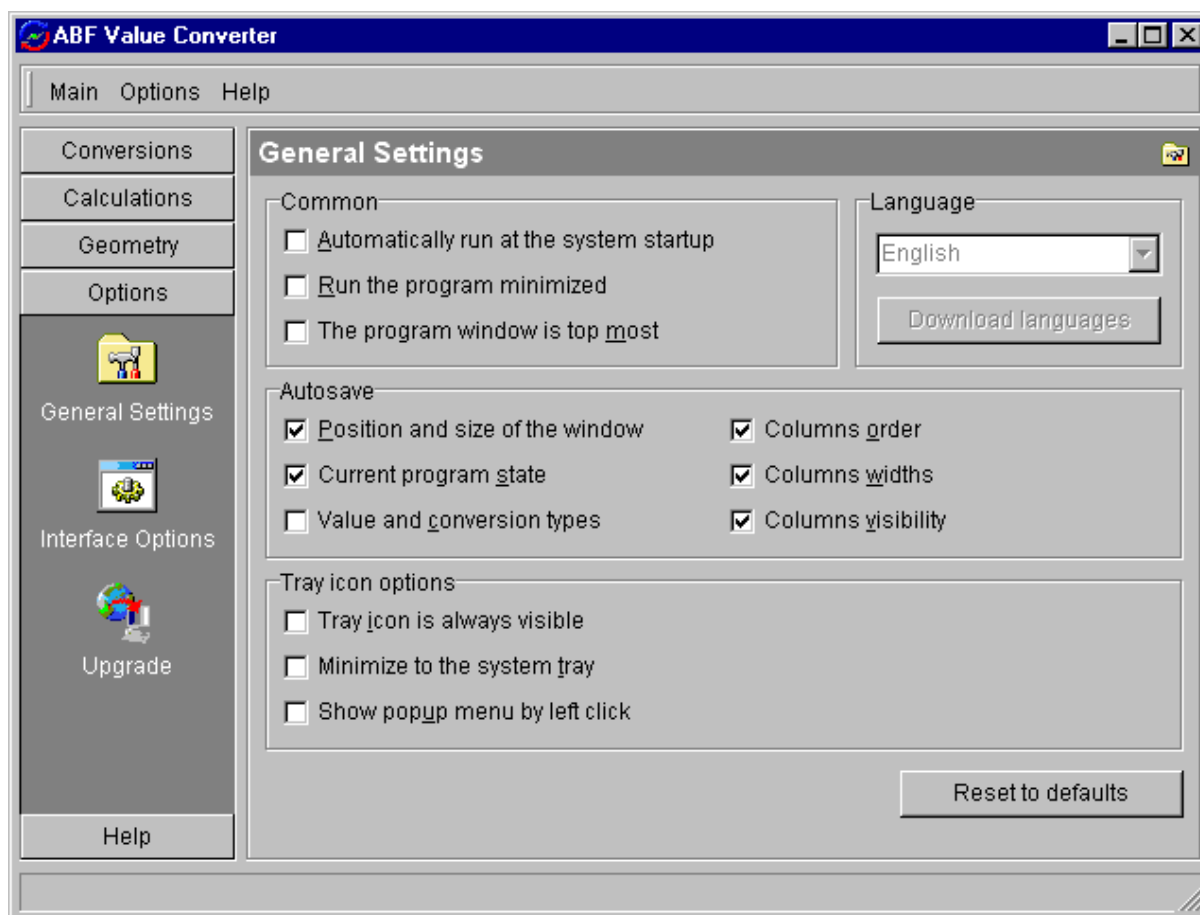 ABF Value Converter
Main Options Help
Conversions
Calculations
Geometry
Options
General Settings
Interface Options
Upgrade
Help
General Settings
Common
Automatically run at the system startup
Run the program minimized
The program window is top most
Language
English
Download languages
Autosave
Position and size of the window
Current program state
Value and conversion types
Columns order
Columns widths
Columns visibility
Tray icon options
Tray icon is always visible
Minimize to the system tray
Show popup menu by left click
Reset to defaults